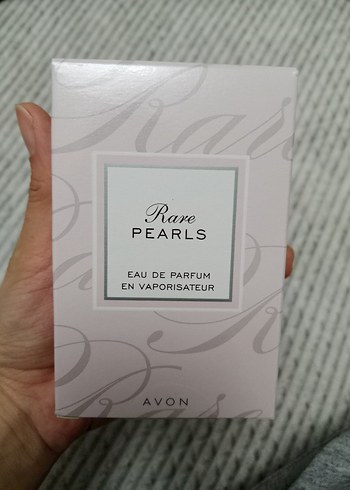 Rare
PEARLS
EAU DE PARFUM
EN VAPORISATEUR
AVON